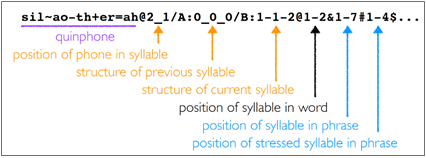 sil~ao-th+er=ah@2_1/A:0_0_0/B:1-1-2@1-2&1-7#1-4$...
quinphone
position of phone in syllable
structure of previous syllable
structure of current syllable
position of syllable in word
position of syllable in phrase
position of stressed syllable in phrase